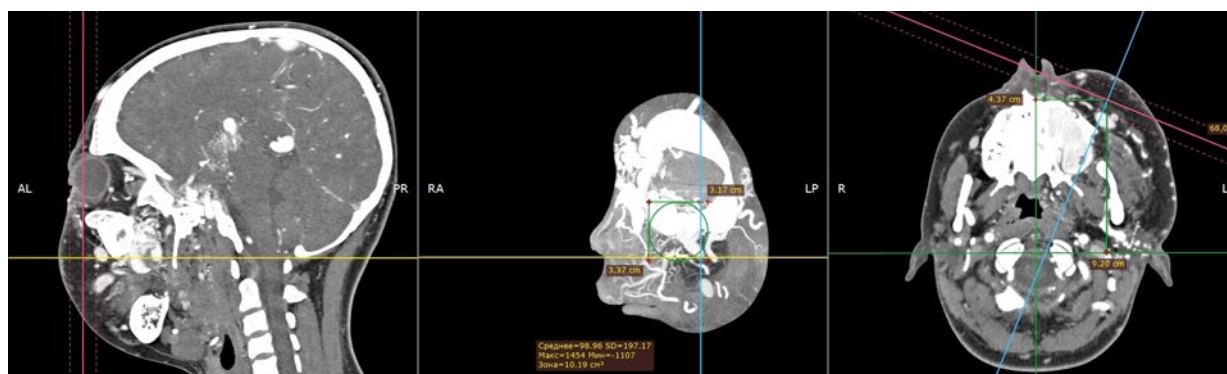 AL
PR
RA
LP
3.17 cm
3.37 cm
Среднее=98.96 SD=197.17
Макс=1454 Мин=-1107
Зона=10.19 cm²
R
4.37 cm
9.20 cm